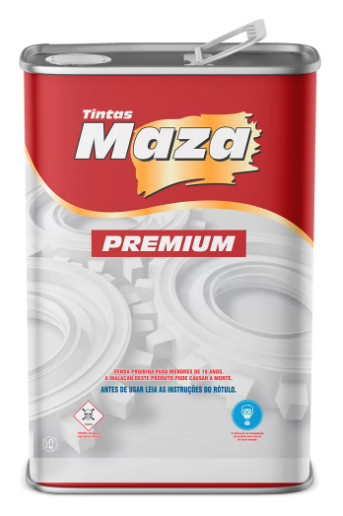 Tintas
Maza
PREMIUM
VENDA PROIBIDA PARA MENORES DE 18 ANOS.
A INALAÇÃO DESTE PRODUTO PODE CAUSAR A MORTE.
ANTES DE USAR LEIA AS INSTRUÇÕES DO RÓTULO.